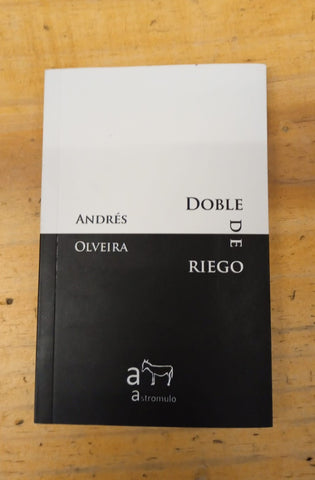 DOBLE
DE
RIEGO
ANDRÉS
OLVEIRA
a
astromulo